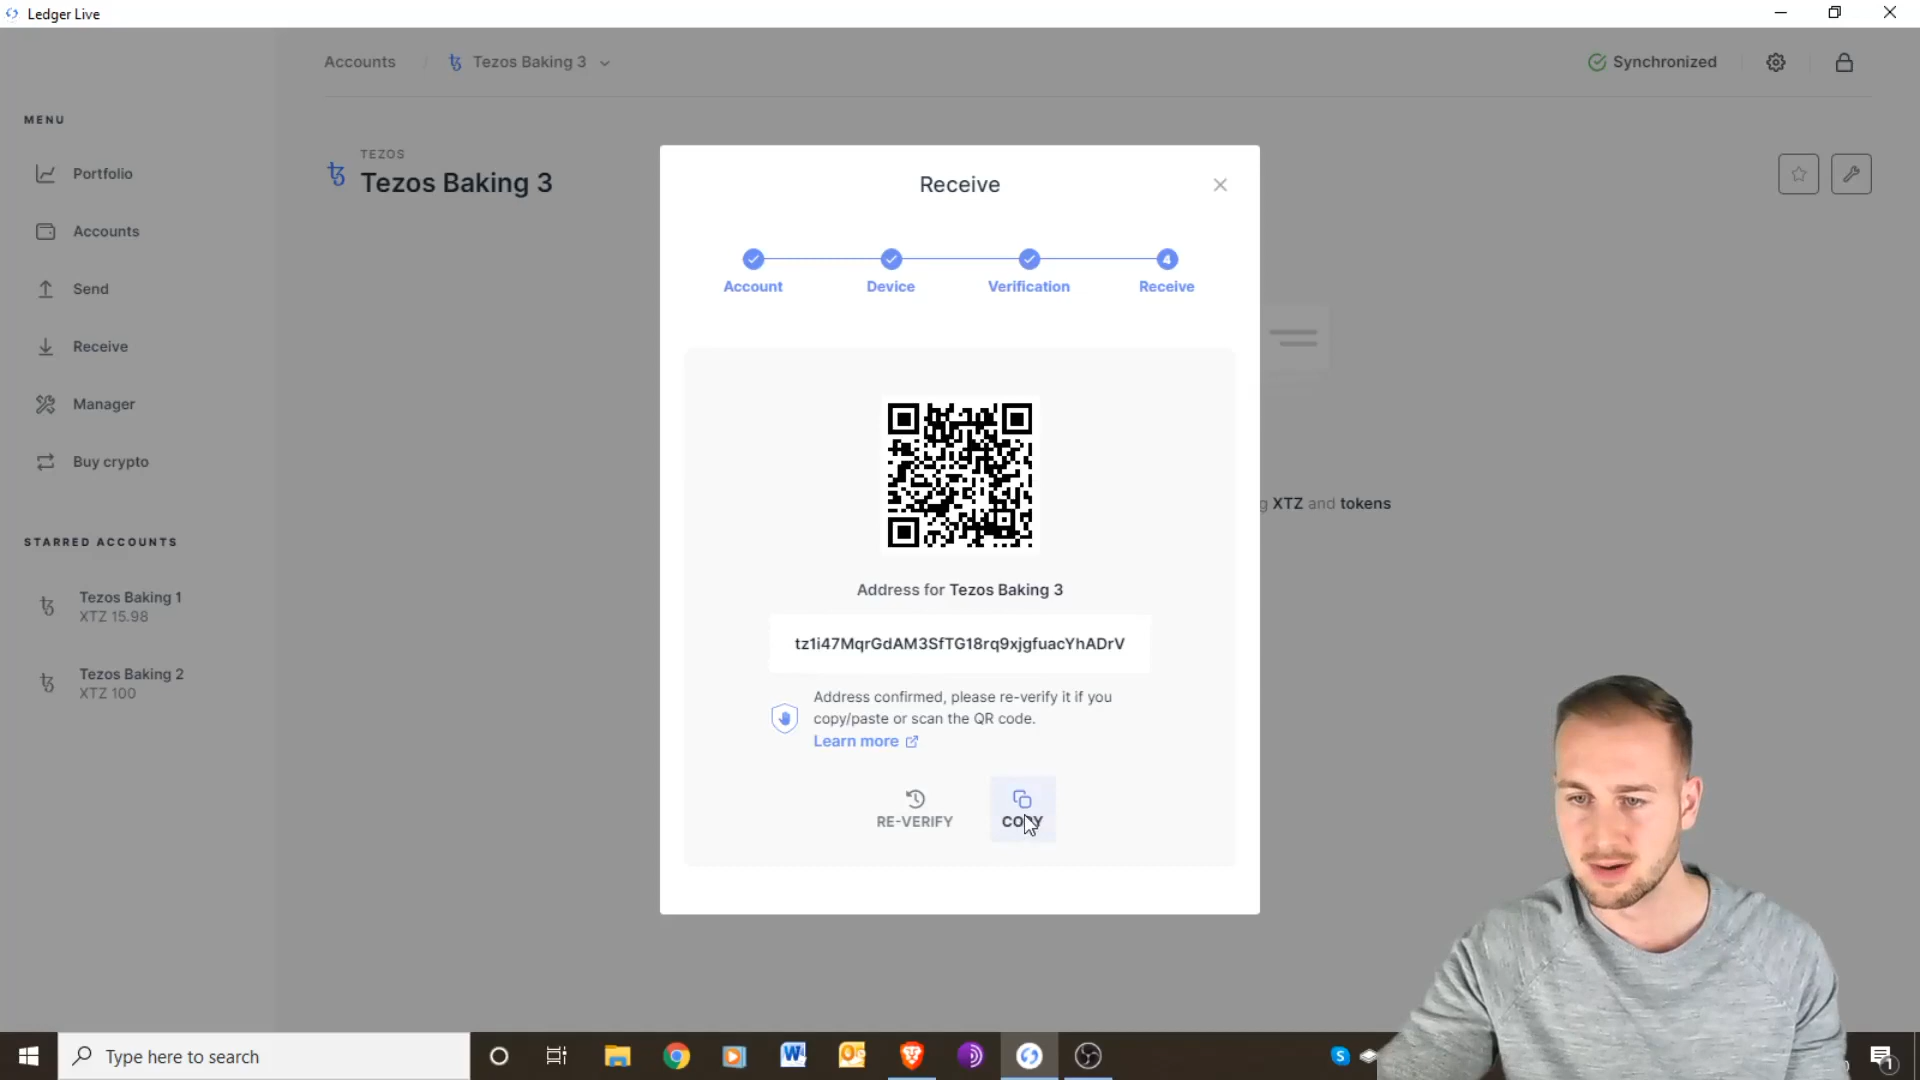 Ledger Live
Accounts / Tezos Baking 3
Synchronized
MENU
Portfolio
Accounts
Send
Receive
Manager
Buy crypto
STARRED ACCOUNTS
Tezos Baking 1
XTZ 15.98
Tezos Baking 2
XTZ 100
TEZOS
Tezos Baking 3
XTZ and tokens
Receive
4
Account Device Verification Receive
Address for Tezos Baking 3
tz1i47MqrGdAM3SfTG18rq9xjgfuacYhADrV
Address confirmed, please re-verify it if you
copy/paste or scan the QR code.
Learn more
RE-VERIFY COPY
Type here to search
1